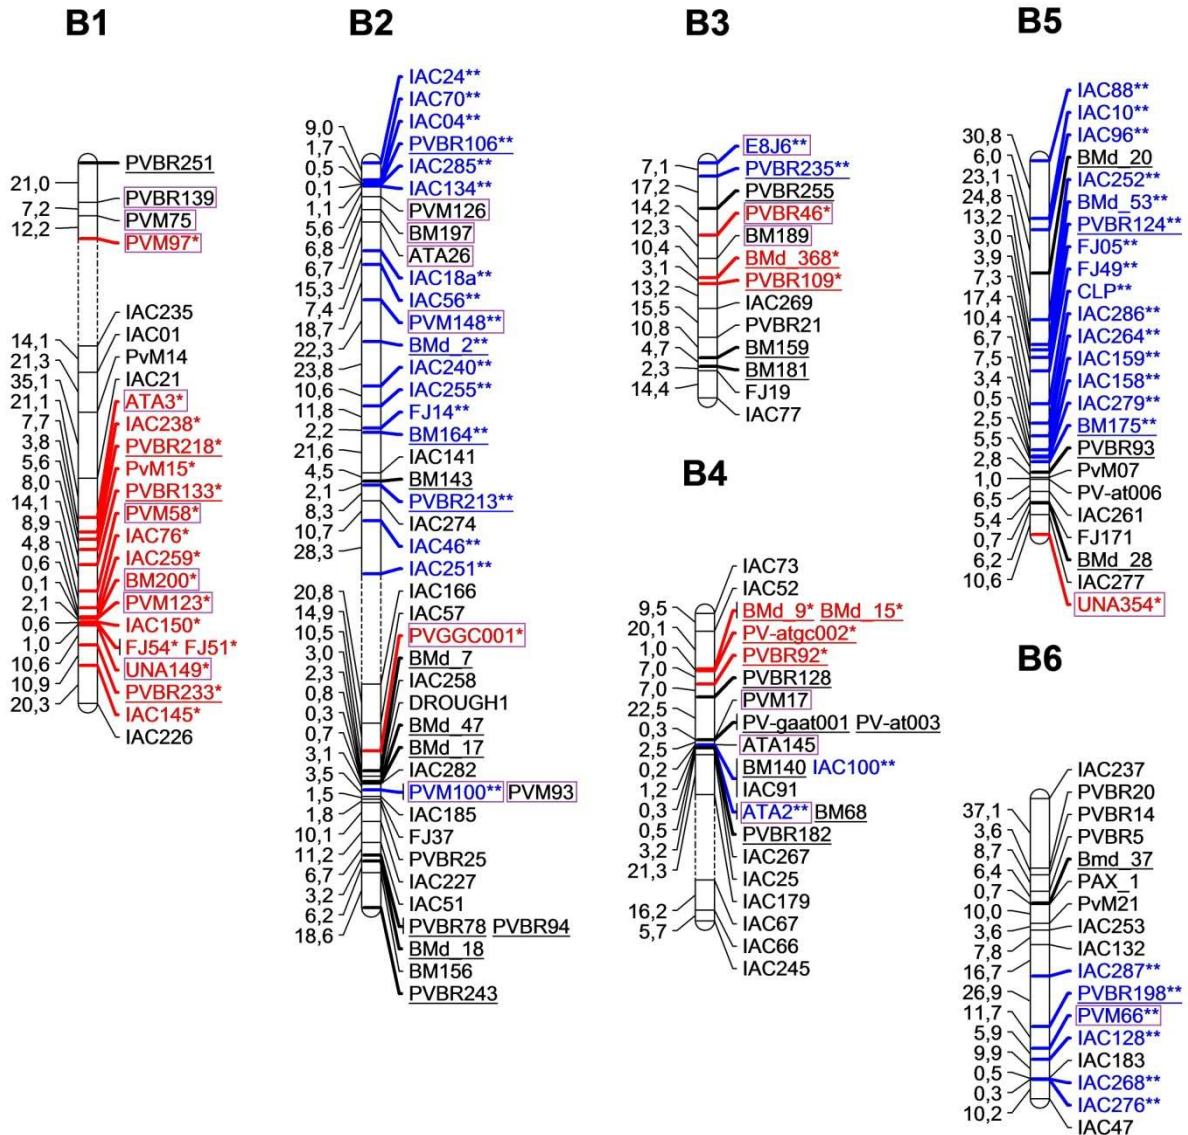 B1
PVBR251
21,0
PVBR139
7,2
PVM75
12,2
PVM97*
IAC235
IAC01
14,1
PvM14
21,3
IAC21
35,1
ATA3*
21,1
IAC238*
7,7
PVBR218*
3,8
PvM15*
5,6
PVBR133*
8,0
PVM58*
14,1
IAC76*
8,9
IAC259*
4,8
BM200*
0,6
PVM123*
0,1
IAC150*
2,1
FJ54* FJ51*
0,6
UNA149*
1,0
PVBR233*
10,6
IAC145*
10,9
IAC226
20,3
B2
IAC24**
IAC70**
9,0
IAC04**
1,7
PVBR106**
0,5
IAC285**
0,1
IAC134**
1,1
PVM126
5,6
BM197
6,8
ATA26
6,7
IAC18a**
15,3
IAC56**
7,4
PVM148**
18,7
BMd_2**
22,3
IAC240**
23,8
IAC255**
10,6
FJ14**
11,8
BM164**
2,2
IAC141
21,6
BM143
4,5
PVBR213**
2,1
IAC274
8,3
IAC46**
10,7
IAC251**
28,3
IAC166
20,8
IAC57
14,9
PVGGC001*
10,5
BMd_7
3,0
IAC258
2,3
DROUGH1
0,8
BMd_47
0,3
BMd_17
0,7
IAC282
3,1
PVM100** PVM93
3,5
IAC185
1,5
FJ37
1,8
PVBR25
10,1
IAC227
11,2
IAC51
6,7
PVBR78 PVBR94
3,2
BMd_18
6,2
BM156
18,6
PVBR243
B3
E8J6**
7,1
PVBR235**
17,2
PVBR255
14,2
PVBR46*
12,3
BM189
10,4
BMd_368*
3,1
PVBR109*
13,2
IAC269
15,5
PVBR21
10,8
BM159
4,7
BM181
2,3
FJ19
14,4
IAC77
B4
IAC73
IAC52
9,5
BMd_9* BMd_15*
20,1
PV-atgc002*
1,0
PVBR92*
7,0
PVBR128
7,0
PVM17
22,5
PV-gaat001 PV-at003
0,3
ATA145
2,5
BM140 IAC100**
0,2
IAC91
1,2
ATA2** BM68
0,3
PVBR182
0,5
IAC267
3,2
IAC25
21,3
IAC179
16,2
IAC67
5,7
IAC66
IAC245
B5
IAC88**
IAC10**
30,8
IAC96**
6,0
BMd_20
23,1
IAC252**
24,8
BMd_53**
13,2
PVBR124**
3,0
FJ05**
3,9
FJ49**
7,3
CLP**
17,4
IAC286**
10,4
IAC264**
6,7
IAC159**
7,5
IAC158**
3,4
IAC279**
0,5
BM175**
2,5
PVBR93
5,5
PvM07
2,8
PV-at006
1,0
IAC261
6,5
FJ171
5,4
BMd_28
0,7
IAC277
6,2
UNA354*
10,6
B6
IAC237
PVBR20
37,1
PVBR14
3,6
PVBR5
8,7
Bmd_37
6,4
PAX_1
0,7
PvM21
10,0
IAC253
3,6
IAC132
7,8
IAC287**
16,7
PVBR198**
26,9
PVM66**
11,7
IAC128**
5,9
IAC183
9,9
IAC268**
0,5
IAC276**
0,3
IAC47
10,2